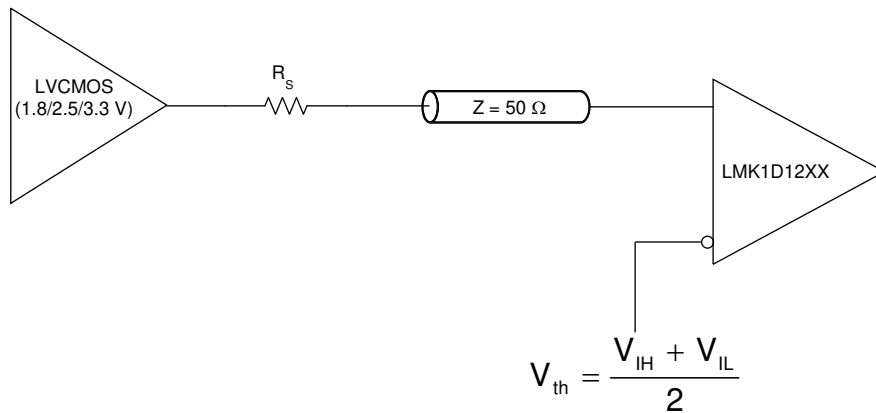 LVCMOS
(1.8/2.5/3.3 V)
R_S
Z = 50 Ω
LMK1D12XX
V_th = (V_IH + V_IL) / 2